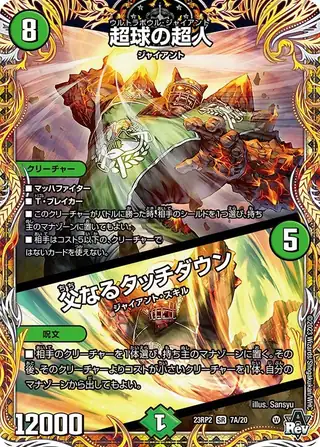 8
ウルトラボウル・ジャイアント
超球の超人
ジャイアント
クリーチャー
■マッハファイター
■T・ブレイカー
■このクリーチャーがバトルに勝った時、相手のシールドを1つ選び、持ち
主のマナゾーンに置いてもよい。
■相手はコスト5以下の、クリーチャーで
はないカードを使えない。
5
父なるタッチダウン
ジャイアント・スキル
呪文
■相手のクリーチャーを1体選び、持ち主のマナゾーンに置く。その
後、そのクリーチャーよりコストが小さいクリーチャーを1体、自分の
マナゾーンから出してもよい。
illus. Sansyu
12000
1
23RP2 SR 7A/20
Rev